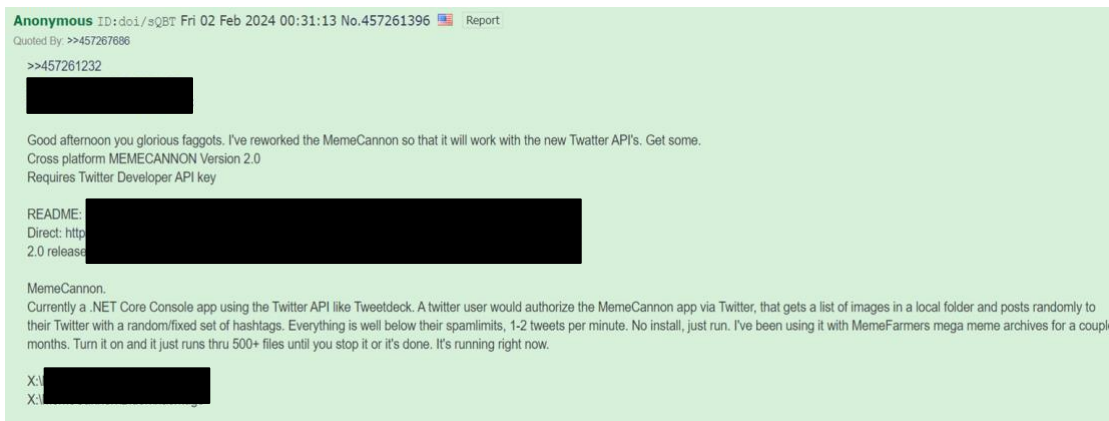 Anonymous ID:doi/sQBT Fri 02 Feb 2024 00:31:13 No.457261396 Report
Quoted By: >>457267686
>>457261232
Good afternoon you glorious faggots. I've reworked the MemeCannon so that it will work with the new Twatter API's. Get some.
Cross platform MEMECANNON Version 2.0
Requires Twitter Developer API key
README:
Direct: http
2.0 release
MemeCannon.
Currently a .NET Core Console app using the Twitter API like Tweetdeck. A twitter user would authorize the MemeCannon app via Twitter, that gets a list of images in a local folder and posts randomly to
their Twitter with a random/fixed set of hashtags. Everything is well below their spamlimits, 1-2 tweets per minute. No install, just run. I've been using it with MemeFarmers mega meme archives for a couple
months. Turn it on and it just runs thru 500+ files until you stop it or it's done. It's running right now.
X:\
X:\